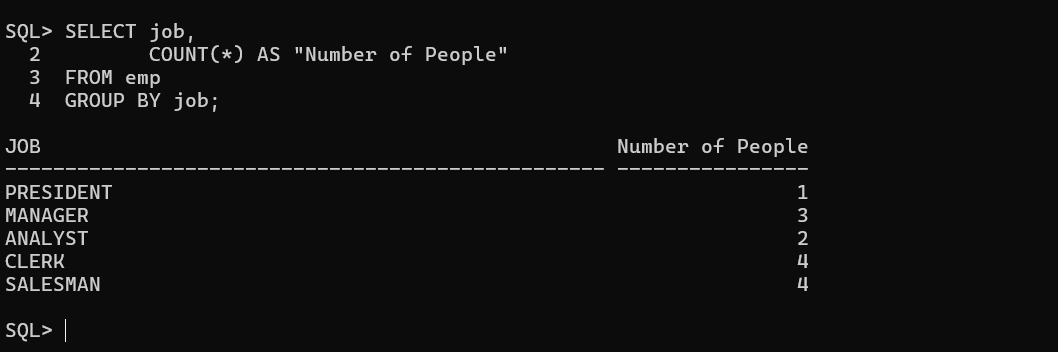 SQL> SELECT job,
  2         COUNT(*) AS "Number of People"
  3  FROM emp
  4  GROUP BY job;
JOB                                                Number of People
-------------------------------------------------- ----------------
PRESIDENT                                                         1
MANAGER                                                           3
ANALYST                                                           2
CLERK                                                             4
SALESMAN                                                          4
SQL>